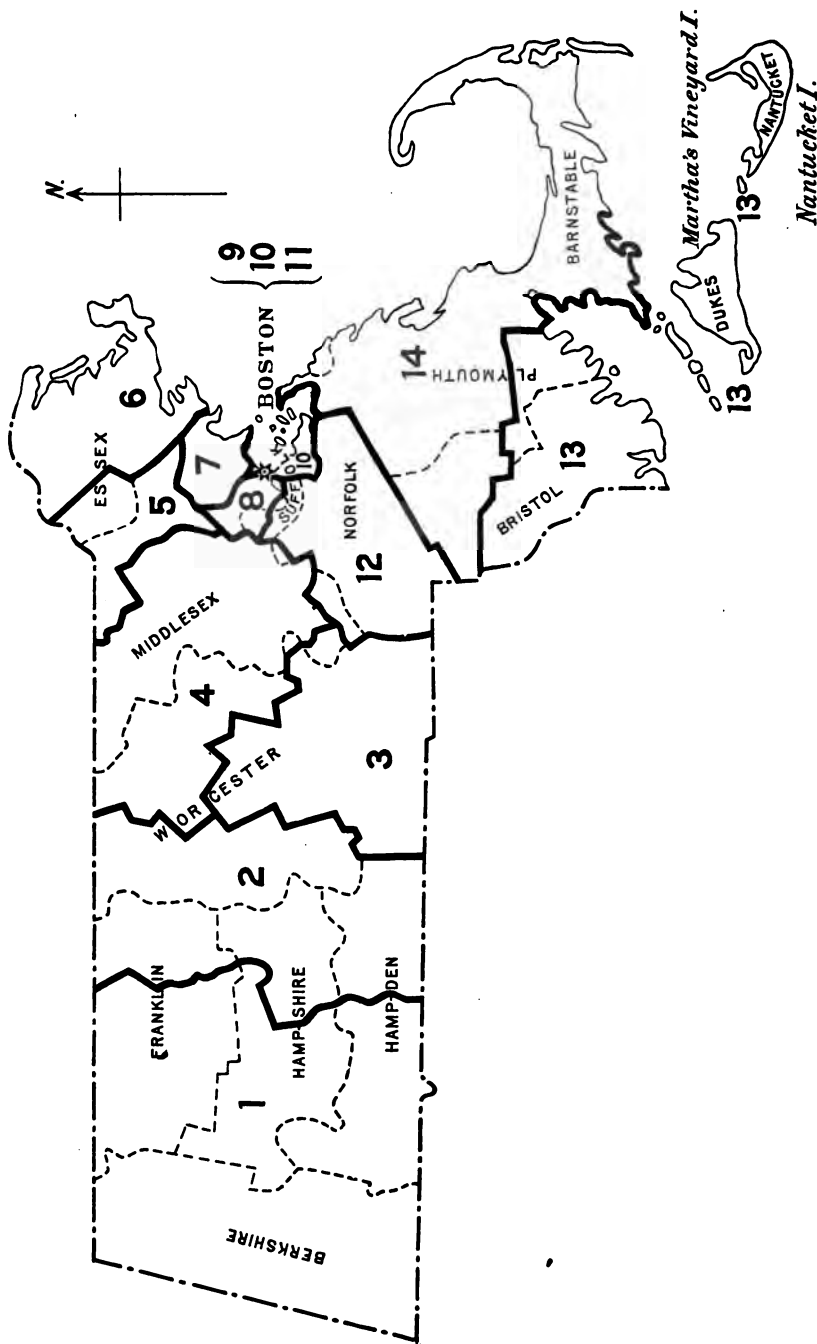 N.
ESSEX
6
5
7
8
9
10
11
BOSTON
SUFFOLK
10
MIDDLESEX
4
WORCESTER
3
2
FRANKLIN
HAMPSHIRE
HAMPDEN
1
BERKSHIRE
NORFOLK
12
14
PLYMOUTH
BRISTOL
13
BARNSTABLE
Martha's Vineyard I.
DUKES
13
13
NANTUCKET
Nantucket I.